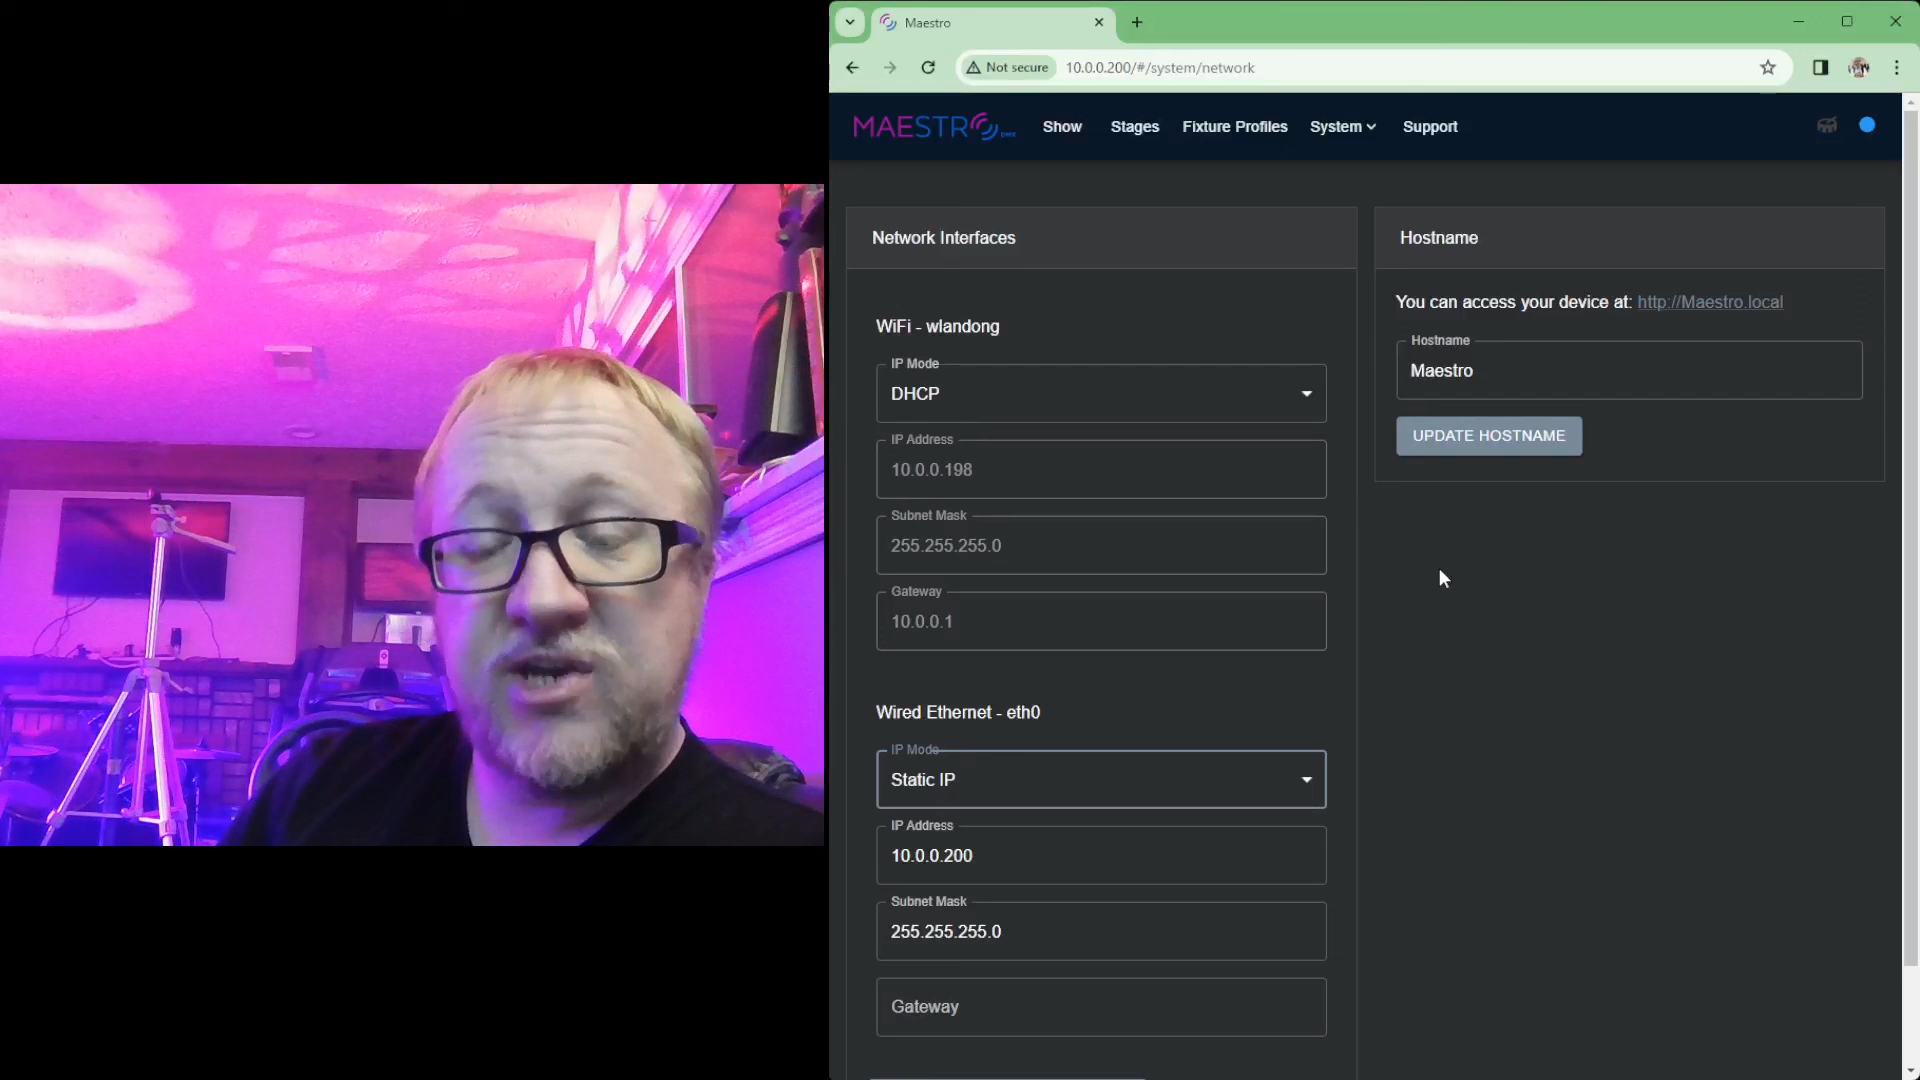 Maestro
Not secure
10.0.0.200/#/system/network
MAESTRO DMX
Show
Stages
Fixture Profiles
System
Support
Network Interfaces
WiFi - wlandong
IP Mode
DHCP
IP Address
10.0.0.198
Subnet Mask
255.255.255.0
Gateway
10.0.0.1
Wired Ethernet - eth0
IP Mode
Static IP
IP Address
10.0.0.200
Subnet Mask
255.255.255.0
Gateway
Hostname
You can access your device at: http://Maestro.local
Hostname
Maestro
UPDATE HOSTNAME